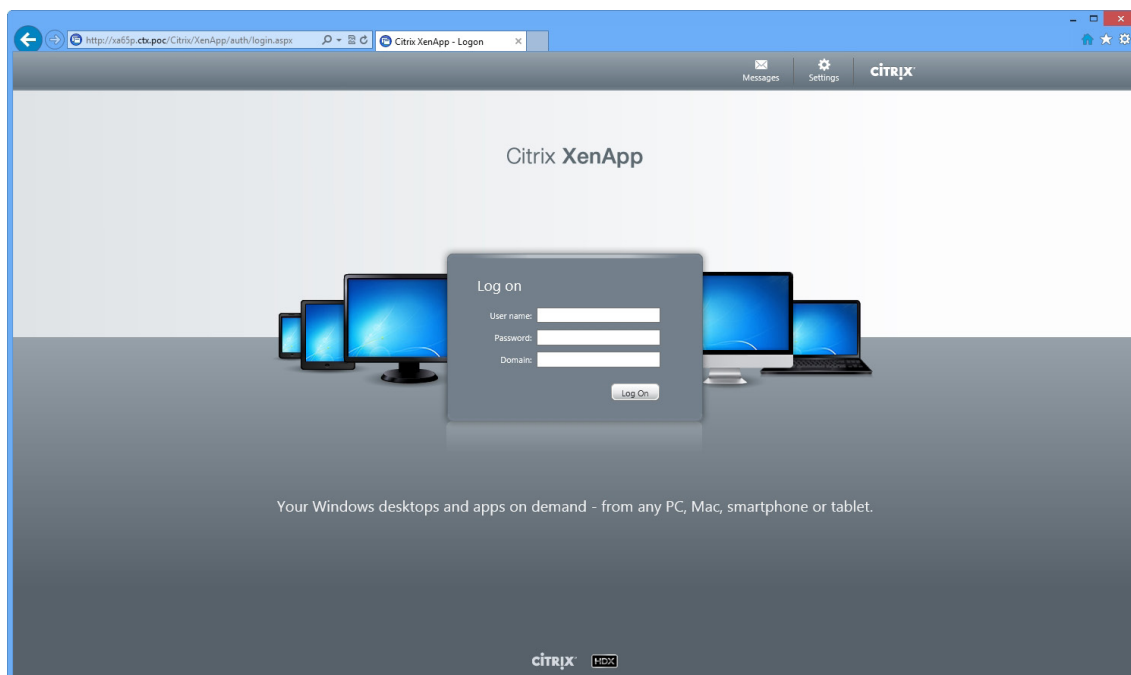 http://xa65p.ctx.poc/Citrix/XenApp/auth/login.aspx
Citrix XenApp - Logon
Messages
Settings
CITRIX
Citrix XenApp
Log on
User name:
Password:
Domain:
Log On
Your Windows desktops and apps on demand - from any PC, Mac, smartphone or tablet.
CITRIX HDX